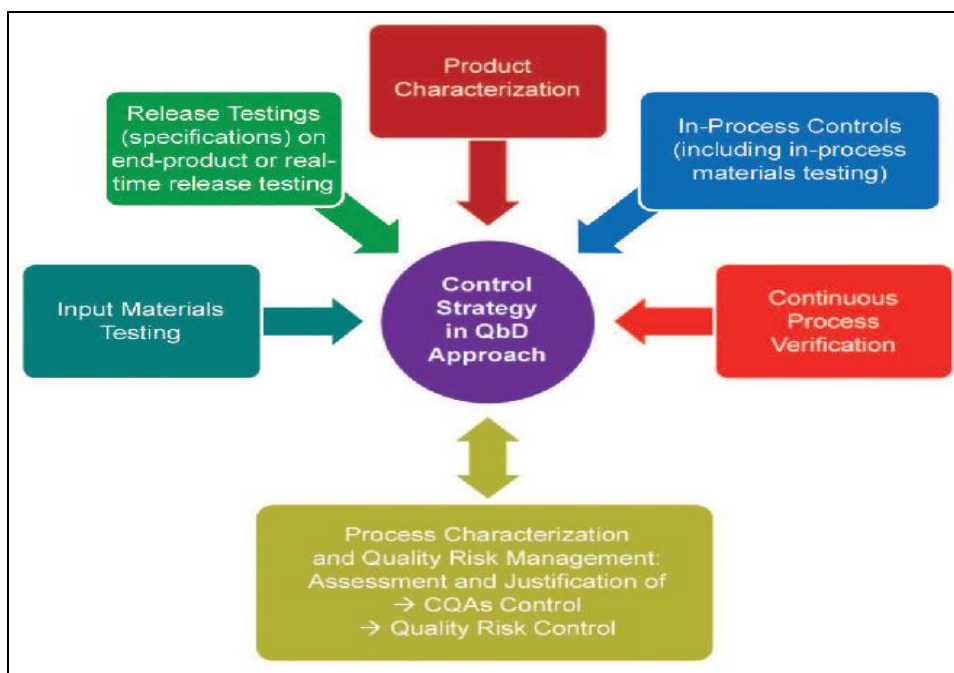 Product
Characterization
Release Testings
(specifications) on
end-product or real-
time release testing
In-Process Controls
(including in-process
materials testing)
Input Materials
Testing
Control
Strategy
in QbD
Approach
Continuous
Process
Verification
Process Characterization
and Quality Risk Management:
Assessment and Justification of
→ CQAs Control
→ Quality Risk Control